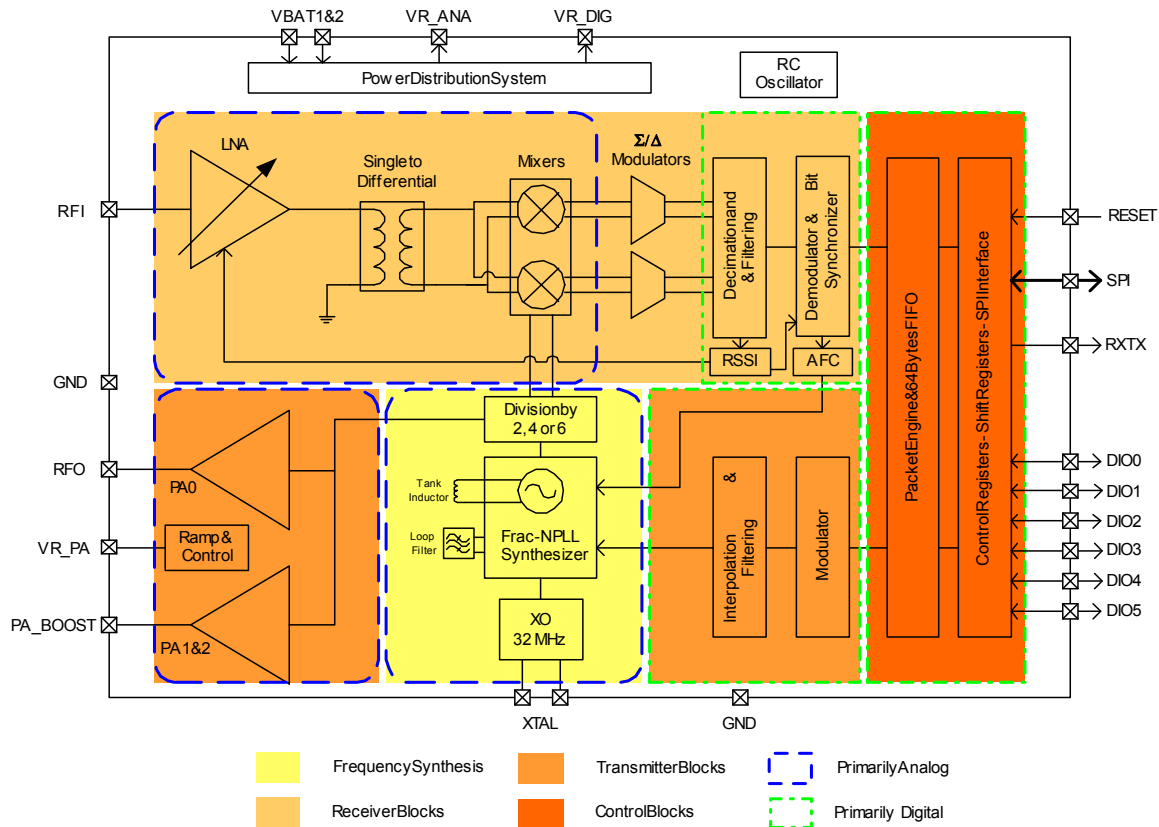 VBAT1&2
VR_ANA
VR_DIG
PowerDistributionSystem
RC
Oscillator
LNA
Singleto
Differential
Mixers
Σ/Δ
Modulators
Decimationand
& Filtering
Demodulator &
Synchronizer
Bit
RSSI
AFC
PacketEngine&64BytesFIFO
ControlRegisters-ShiftRegisters-SPIInterface
RFI
GND
RFO
VR_PA
PA_BOOST
RESET
SPI
RXTX
DIO0
DIO1
DIO2
DIO3
DIO4
DIO5
PA0
Ramp&
Control
PA1&2
Divisionby
2, 4 or 6
Tank
Inductor
Loop
Filter
Frac-NPLL
Synthesizer
XO
32 MHz
Interpolation &
Filtering
Modulator
XTAL
GND
FrequencySynthesis
TransmitterBlocks
PrimarilyAnalog
ReceiverBlocks
ControlBlocks
Primarily Digital